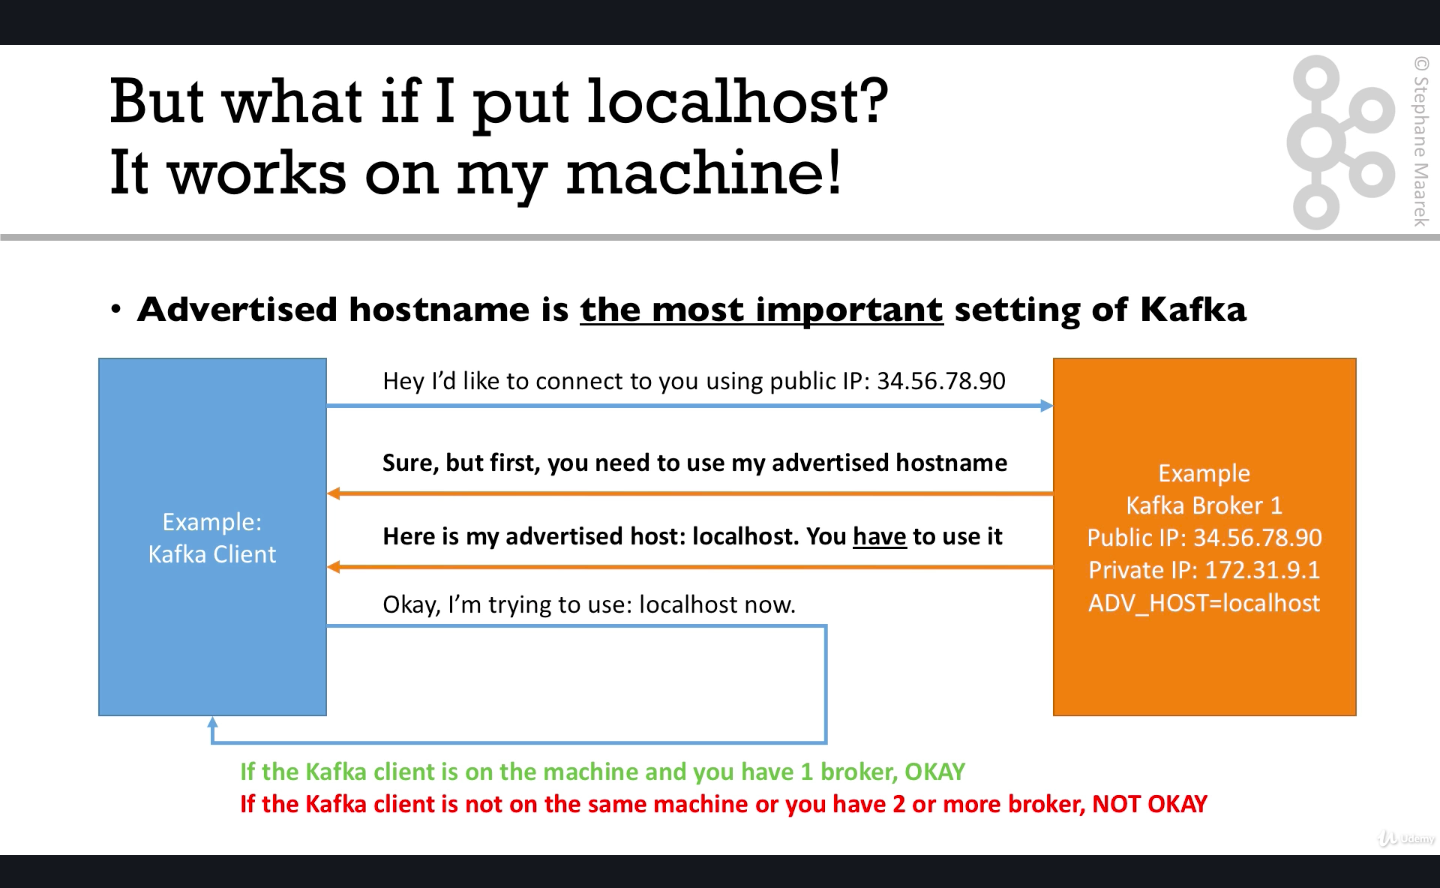 But what if I put localhost?
It works on my machine!
© Stephane Maarek
• Advertised hostname is the most important setting of Kafka
Hey I’d like to connect to you using public IP: 34.56.78.90
Sure, but first, you need to use my advertised hostname
Here is my advertised host: localhost. You have to use it
Okay, I’m trying to use: localhost now.
Example:
Kafka Client
Example
Kafka Broker 1
Public IP: 34.56.78.90
Private IP: 172.31.9.1
ADV_HOST=localhost
If the Kafka client is on the machine and you have 1 broker, OKAY
If the Kafka client is not on the same machine or you have 2 or more broker, NOT OKAY
Udemy